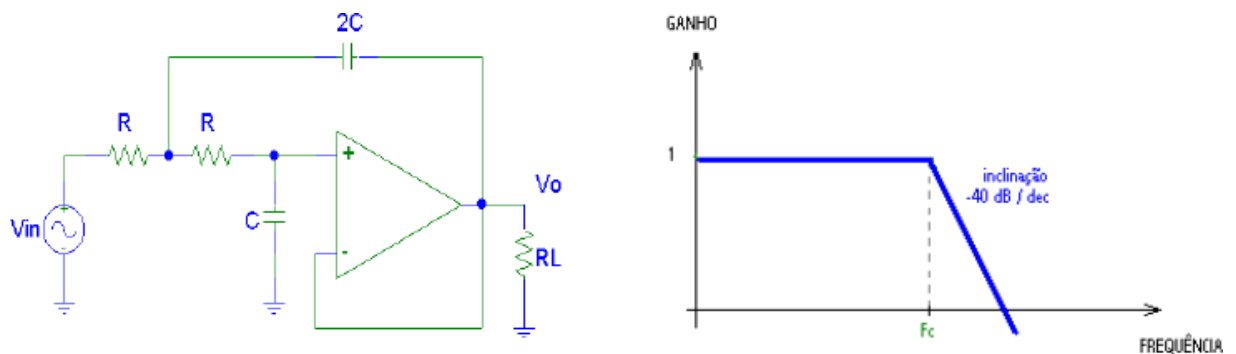 2C
R
R
+
-
C
Vin
+
Vo
RL
GANHO
1
inclinação
-40 dB / dec
Fc
FREQUÊNCIA